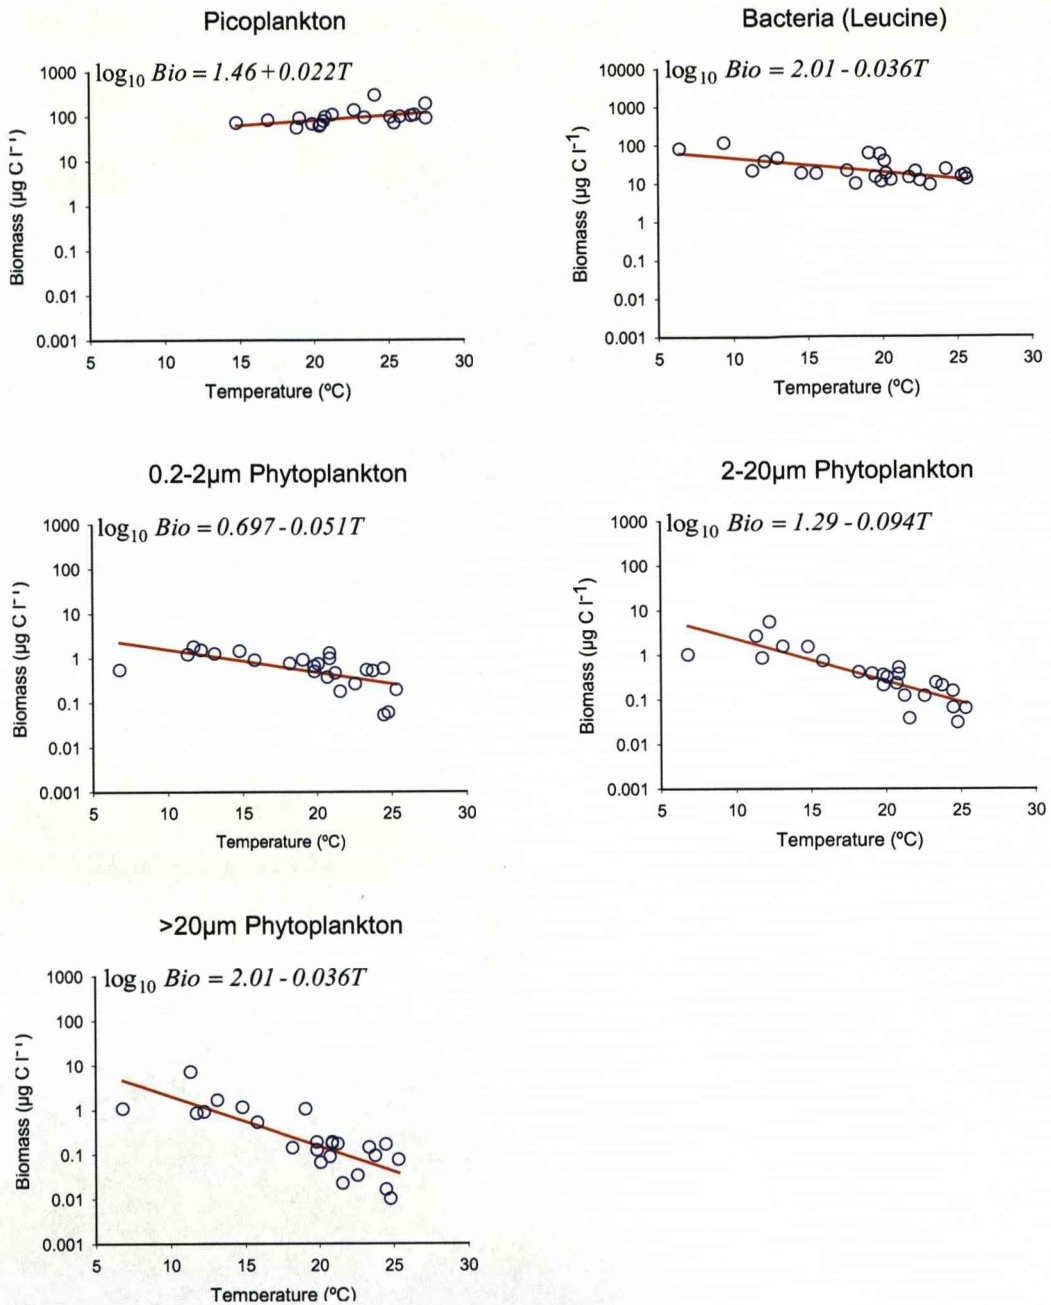 Picoplankton
log₁₀ Bio = 1.46+0.022T
Biomass (µg C l⁻¹)
1000
100
10
1
0.1
0.01
0.001
5 10 15 20 25 30
Temperature (ºC)
Bacteria (Leucine)
log₁₀ Bio = 2.01-0.036T
Biomass (µg C l⁻¹)
10000
1000
100
10
1
0.1
0.01
0.001
5 10 15 20 25 30
Temperature (ºC)
0.2-2µm Phytoplankton
log₁₀ Bio = 0.697-0.051T
Biomass (µg C l⁻¹)
1000
100
10
1
0.1
0.01
0.001
5 10 15 20 25 30
Temperature (ºC)
2-20µm Phytoplankton
log₁₀ Bio = 1.29-0.094T
Biomass (µg C l⁻¹)
1000
100
10
1
0.1
0.01
0.001
5 10 15 20 25 30
Temperature (ºC)
>20µm Phytoplankton
log₁₀ Bio = 2.01-0.036T
Biomass (µg C l⁻¹)
1000
100
10
1
0.1
0.01
0.001
5 10 15 20 25 30
Temperature (ºC)